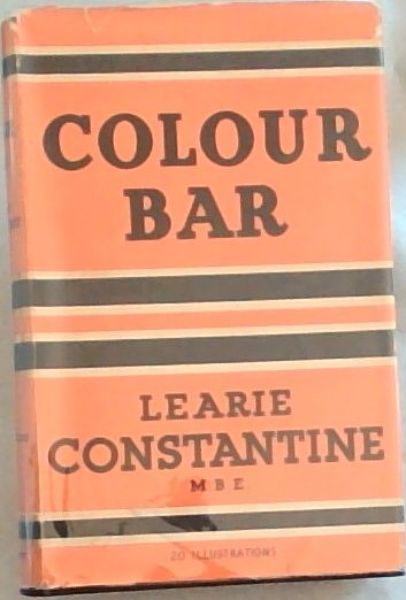 COLOUR
BAR
LEARIE
CONSTANTINE
MBE
20 ILLUSTRATIONS